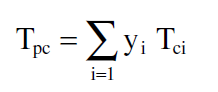 T_pc = ∑_{i=1} y_i T_ci